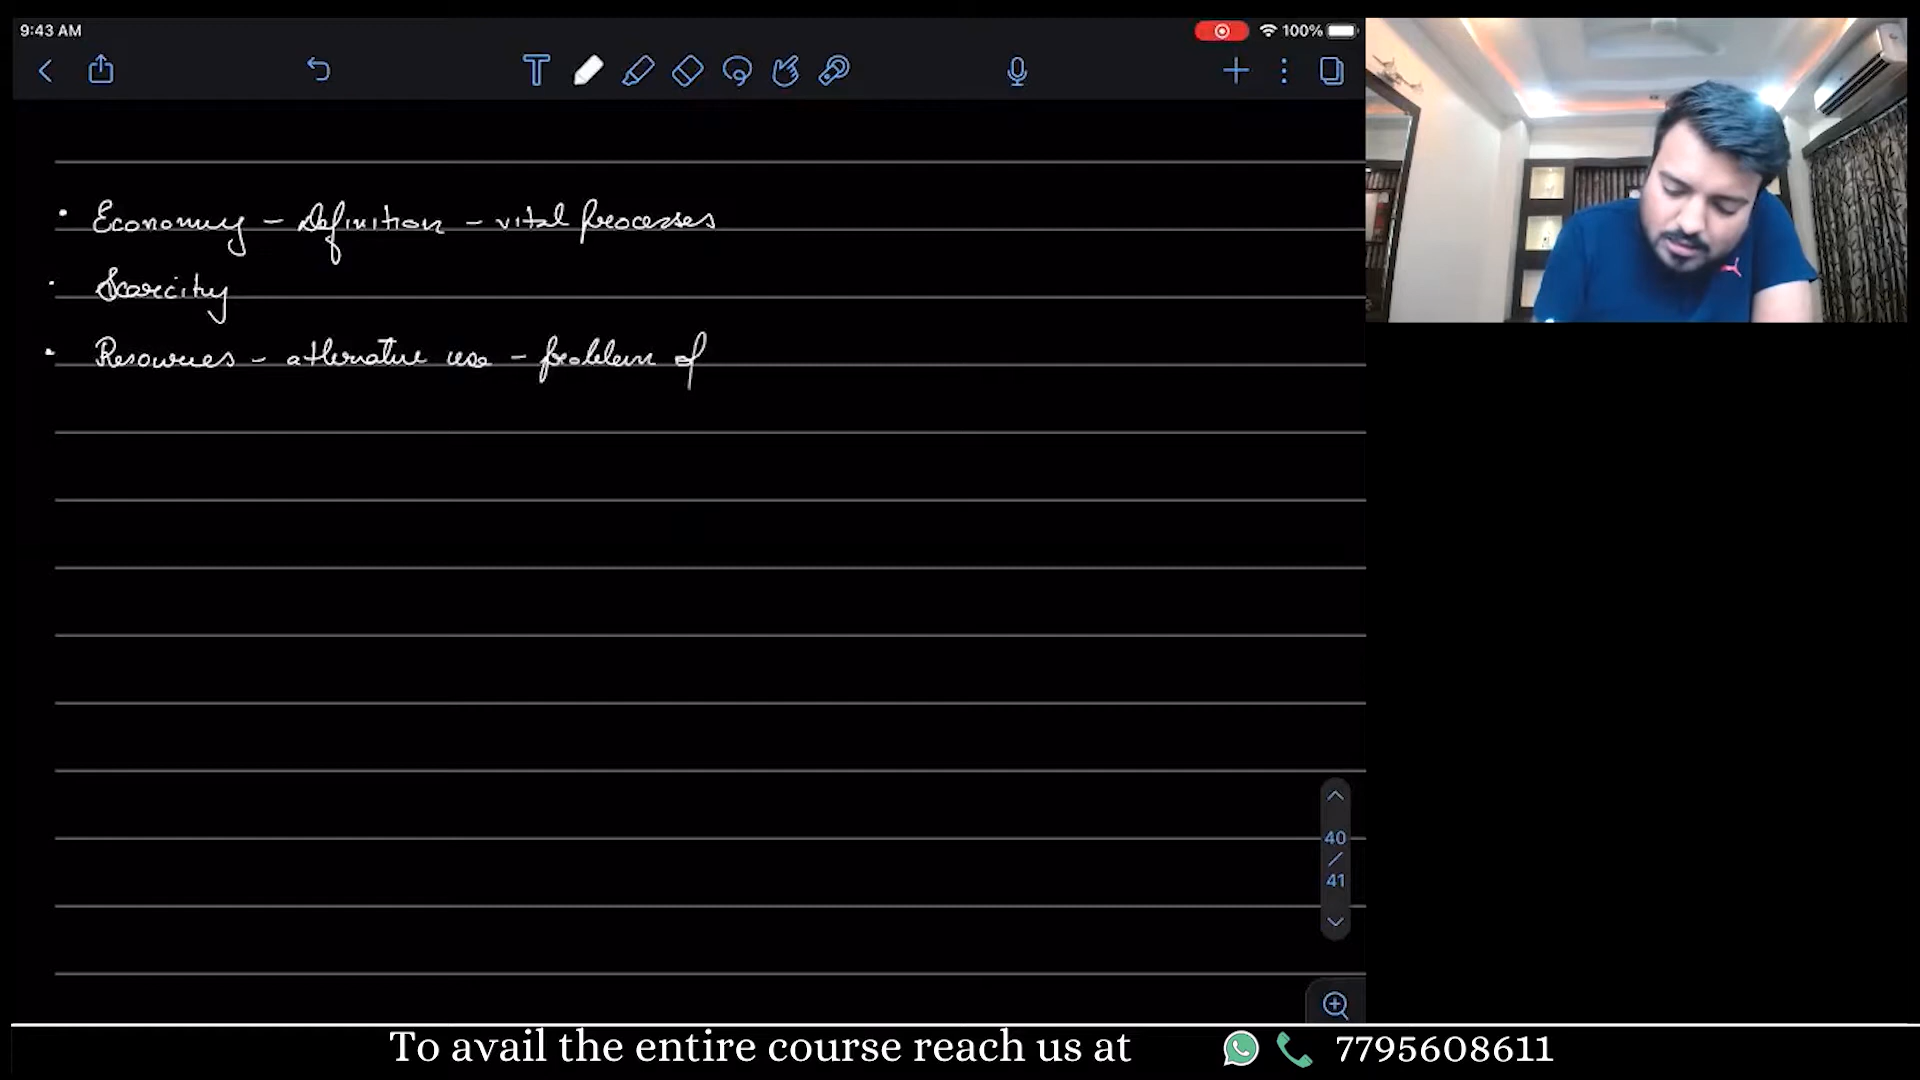 9:43 AM
100%
• Economy - Definition - vital processes
• Scarcity
• Resources - alternative use - problem of
40
/
41
To avail the entire course reach us at 7795608611